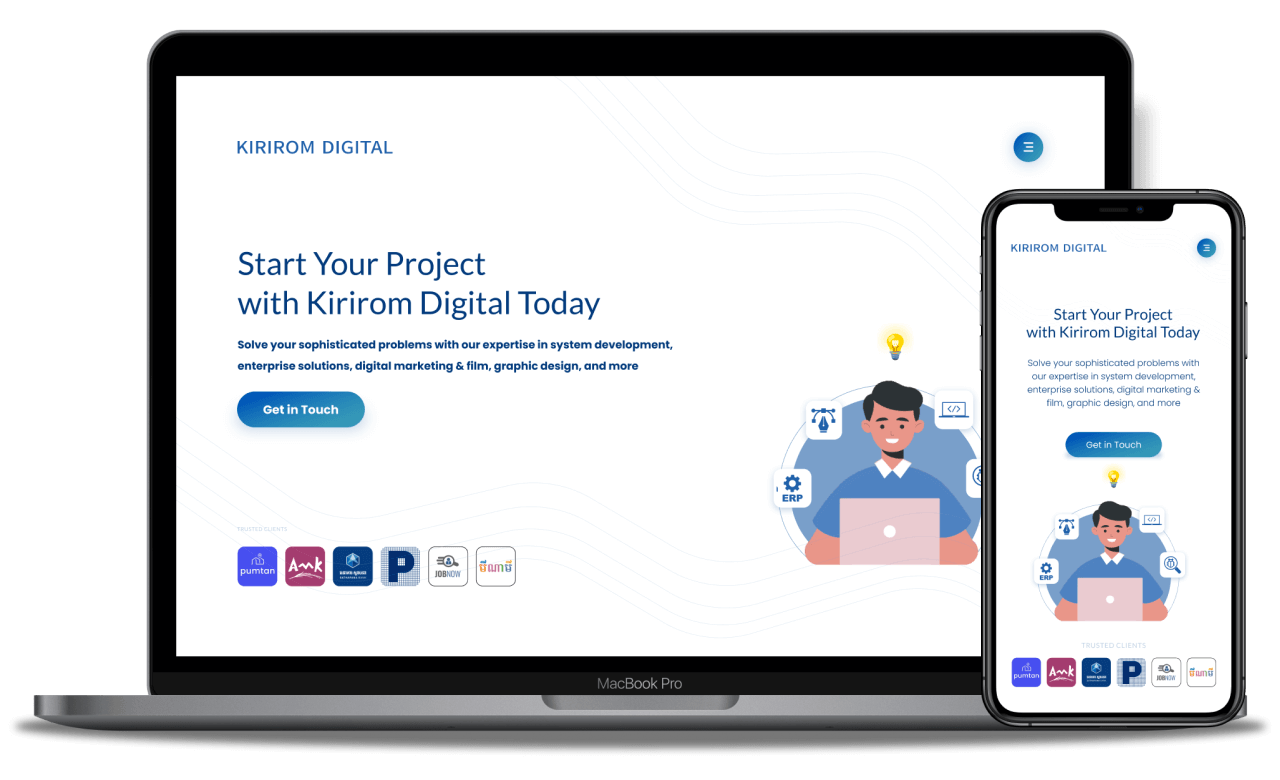 KIRIROM DIGITAL
Start Your Project
with Kirirom Digital Today
Solve your sophisticated problems with our expertise in system development,
enterprise solutions, digital marketing & film, graphic design, and more
Get in Touch
ERP
TRUSTED CLIENTS
pumtan
Amk
P
JOBNOW
មីណាមី
MacBook Pro
KIRIROM DIGITAL
Start Your Project
with Kirirom Digital Today
Solve your sophisticated problems with
our expertise in system development,
enterprise solutions, digital marketing &
film, graphic design, and more
Get in Touch
ERP
TRUSTED CLIENTS
pumtan
Amk
P
JOBNOW
មីណាមី